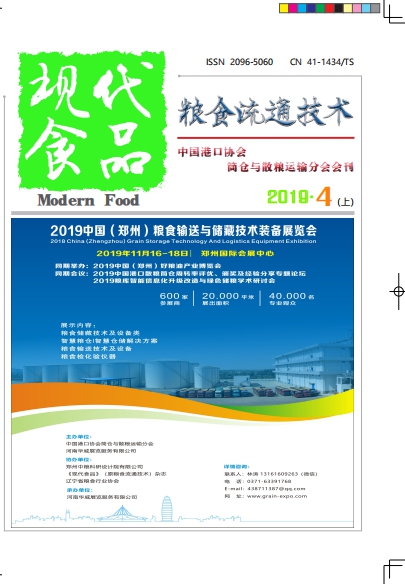 ISSN 2096-5060 CN 41-1434/TS
现代
食品
Modern Food
粮食流通技术
中国港口协会
筒仓与散粮运输分会会刊
2019·4(上)
2019中国（郑州）粮食输送与储藏技术装备展览会
2018 China (Zhengzhou) Grain Storage Technology And Logistics Equipment Exhibition
2019年11月16-18日 郑州国际会展中心
同期举办：2019中国（郑州）好粮油产业博览会
同期会议：2019中国港口散粮筒仓周转率评优、颁奖及经验分享专题论坛
2019粮库智能信息化升级改造与绿色储粮学术研讨会
600家 20.000平米 40.000名
参展商 展出面积 专业观众
展示内容：
粮食储藏技术及设备类
智慧粮仓|智慧仓储解决方案
粮食输送技术及设备
粮食检化验仪器
主办单位：
中国港口协会筒仓与散粮运输分会
河南华威展览服务有限公司
协办单位：
郑州中粮科研设计院有限公司
《现代食品》（原粮食流通技术）杂志
辽宁省粮食行业协会
承办单位：
河南华威展览服务有限公司
详情咨询：
联系人：林涛 13161609263（微信）
电 话：0371-63391768
E-mail：438711387@qq.com
网 址：www.grain-expo.com